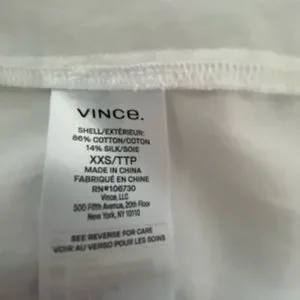 VINCE.
SHELL/EXTÉRIEUR:
86% COTTON/COTON
14% SILK/SOIE
XXS/TTP
MADE IN CHINA
FABRIQUÉ EN CHINE
RN#106730
Vince, LLC
500 Fifth Avenue, 20th Floor
New York, NY 10110
SEE REVERSE FOR CARE
VOIR AU VERSO POUR LES SOINS